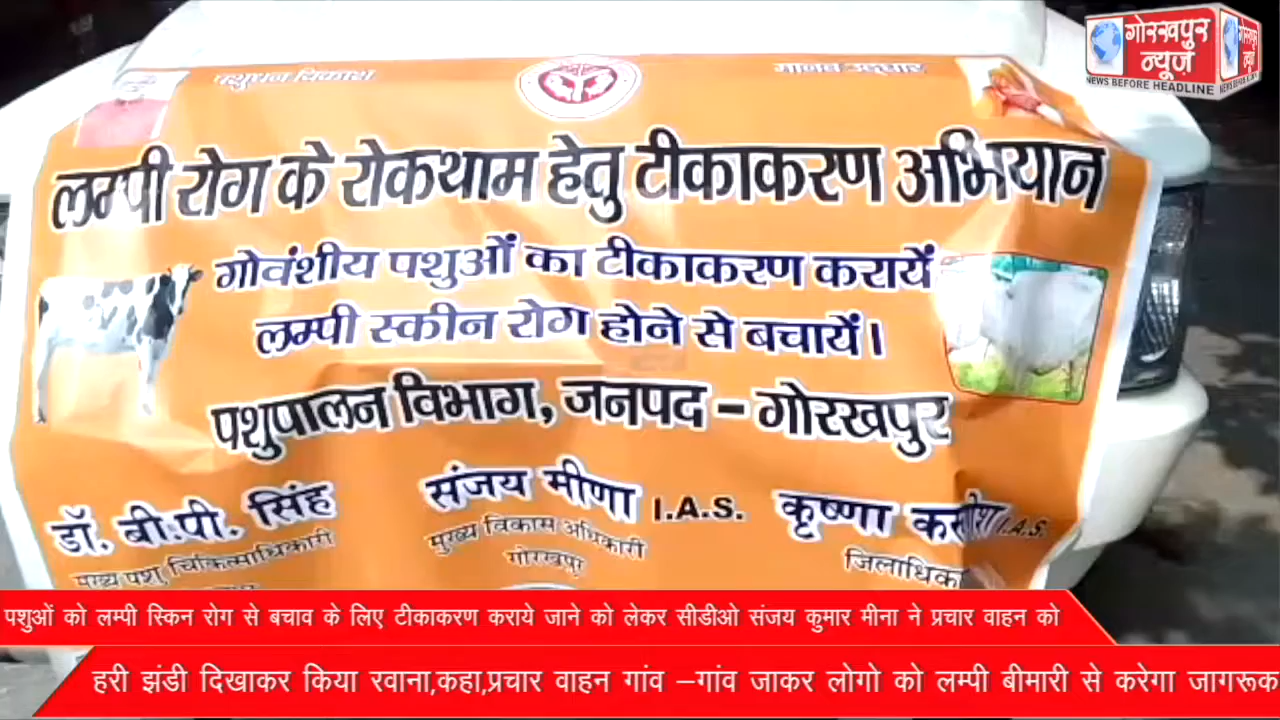 गोरखपुर
न्यूज़
NEWS BEFORE HEADLINE
पशुधन विकास
लम्पी रोग के रोकथाम हेतु टीकाकरण अभियान
गोवंशीय पशुओं का टीकाकरण करायें
लम्पी स्कीन रोग होने से बचायें।
पशुपालन विभाग, जनपद - गोरखपुर
डॉ. बी.पी. सिंह
संजय मीणा I.A.S.
कृष्णा I.A.S.
मुख्य पशु चिकित्साधिकारी
मुख्य विकास अधिकारी
गोरखपुर
पशुओं को लम्पी स्किन रोग से बचाव के लिए टीकाकरण कराये जाने को लेकर सीडीओ संजय कुमार मीना ने प्रचार वाहन को
हरी झंडी दिखाकर किया रवाना,कहा,प्रचार वाहन गांव –गांव जाकर लोगो को लम्पी बीमारी से करेगा जागरूक